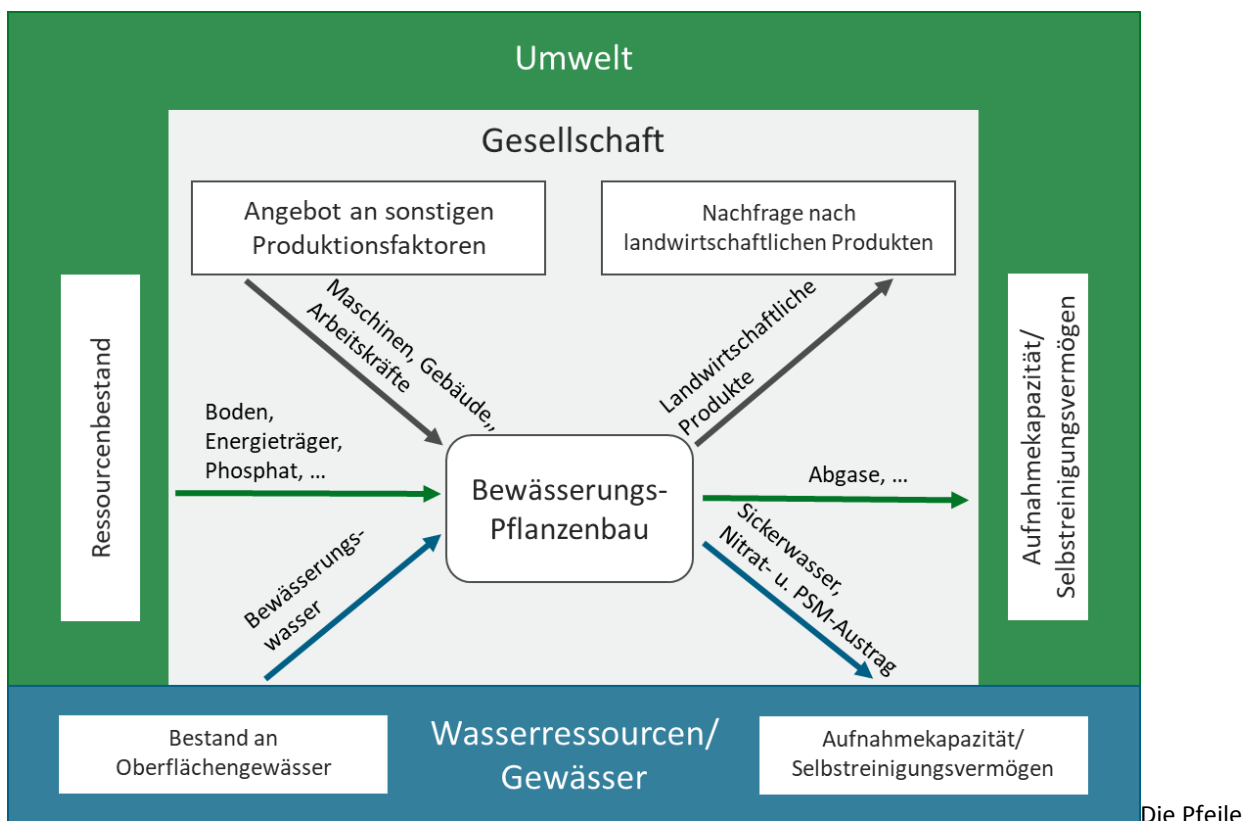 Umwelt
Gesellschaft
Angebot an sonstigen
Produktionsfaktoren
Nachfrage nach
landwirtschaftlichen Produkten
Ressourcenbestand
Maschinen, Gebäude,,
Arbeitskräfte
Landwirtschaftliche
Produkte
Aufnahmekapazität/
Selbstreinigungsvermögen
Boden,
Energieträger,
Phosphat, ...
Bewässerungs-
Pflanzenbau
Abgase, ...
Bewässerungs-
wasser
Sickerwasser,
Nitrat- u. PSM-Austrag
Bestand an
Oberflächengewässer
Wasserressourcen/
Gewässer
Aufnahmekapazität/
Selbstreinigungsvermögen
Die Pfeile